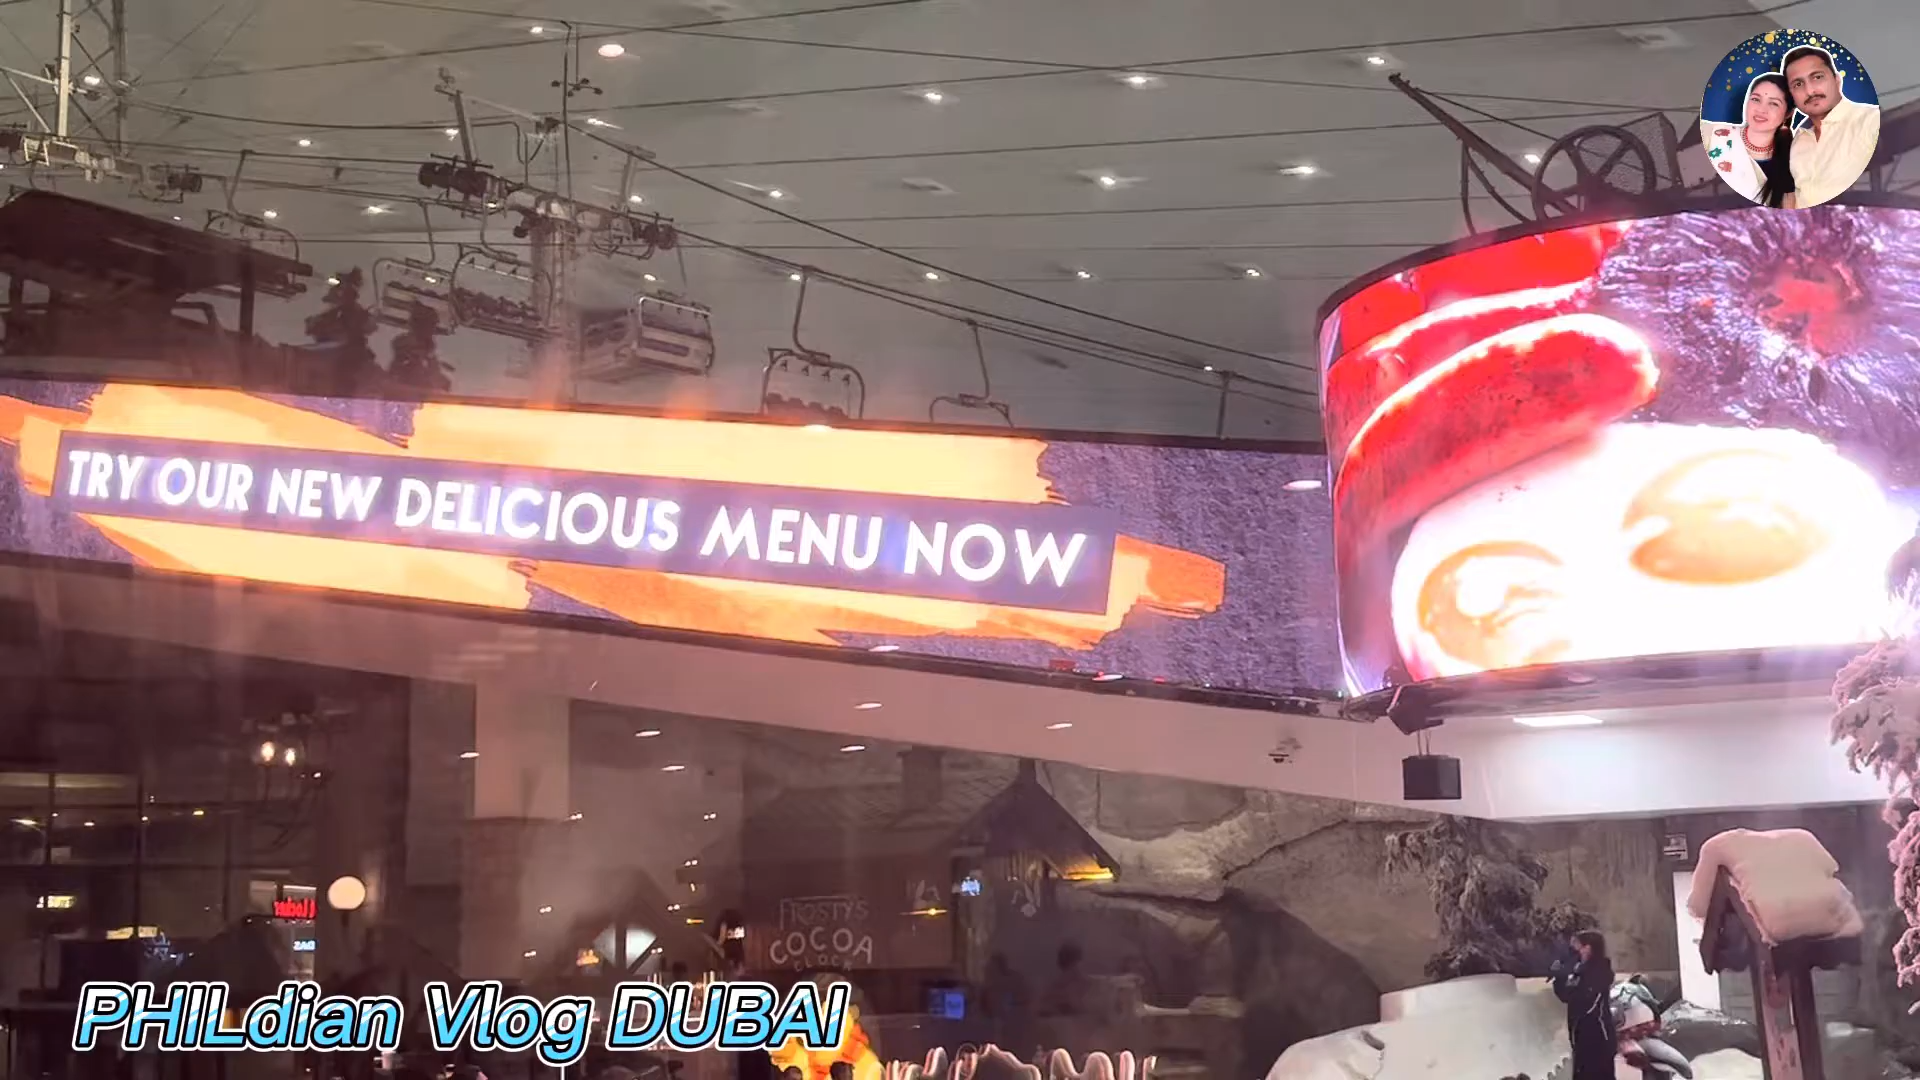 TRY OUR NEW DELICIOUS MENU NOW
FROSTY'S
COCOA
PHILdian Vlog DUBAI